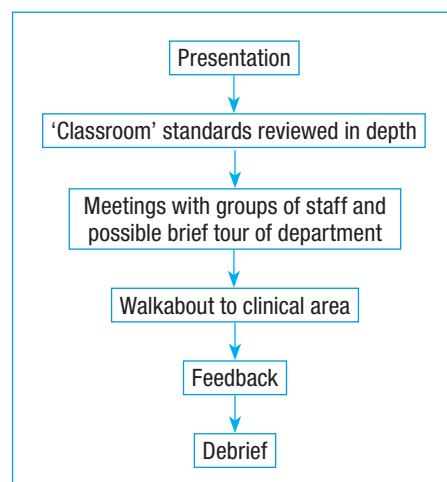 Presentation
‘Classroom’ standards reviewed in depth
Meetings with groups of staff and
possible brief tour of department
Walkabout to clinical area
Feedback
Debrief